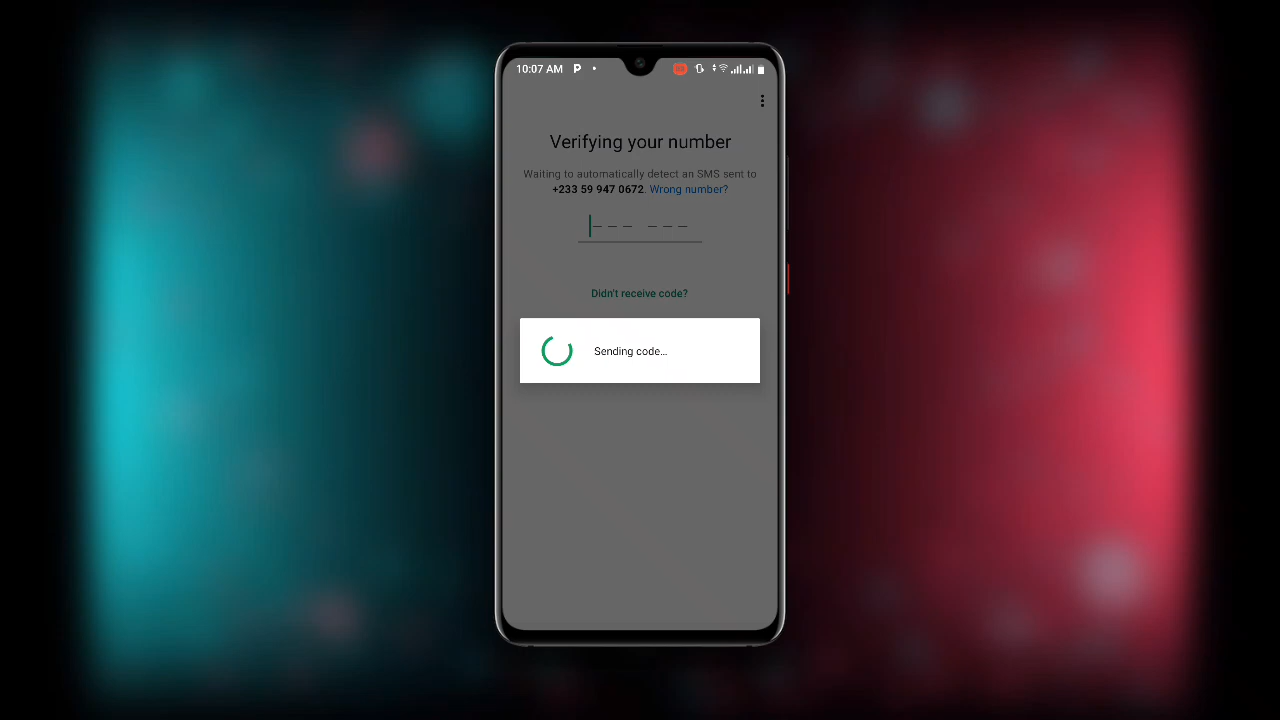 10:07 AM
Verifying your number
Waiting to automatically detect an SMS sent to
+233 59 947 0672. Wrong number?
Didn't receive code?
Sending code...